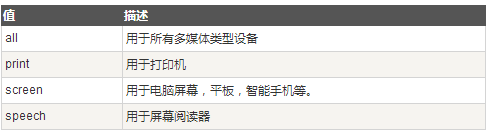 值 描述
all 用于所有多媒体类型设备
print 用于打印机
screen 用于电脑屏幕，平板，智能手机等。
speech 用于屏幕阅读器